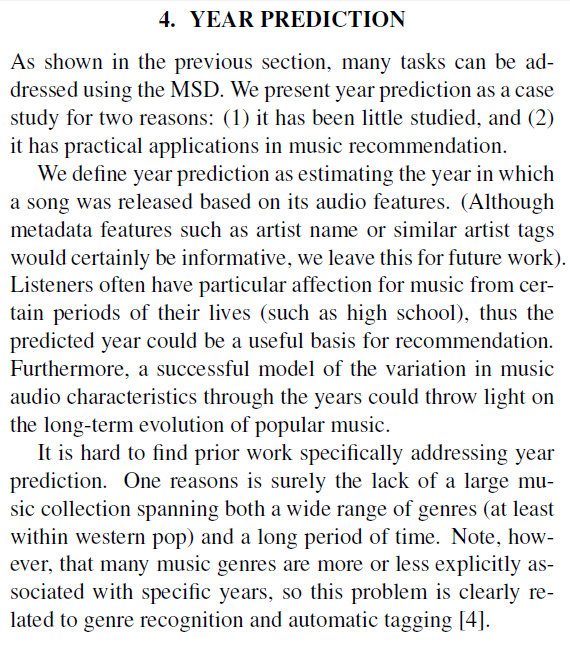 4. YEAR PREDICTION
As shown in the previous section, many tasks can be ad-
dressed using the MSD. We present year prediction as a case
study for two reasons: (1) it has been little studied, and (2)
it has practical applications in music recommendation.
We define year prediction as estimating the year in which
a song was released based on its audio features. (Although
metadata features such as artist name or similar artist tags
would certainly be informative, we leave this for future work).
Listeners often have particular affection for music from cer-
tain periods of their lives (such as high school), thus the
predicted year could be a useful basis for recommendation.
Furthermore, a successful model of the variation in music
audio characteristics through the years could throw light on
the long-term evolution of popular music.
It is hard to find prior work specifically addressing year
prediction. One reasons is surely the lack of a large mu-
sic collection spanning both a wide range of genres (at least
within western pop) and a long period of time. Note, how-
ever, that many music genres are more or less explicitly as-
sociated with specific years, so this problem is clearly re-
lated to genre recognition and automatic tagging [4].